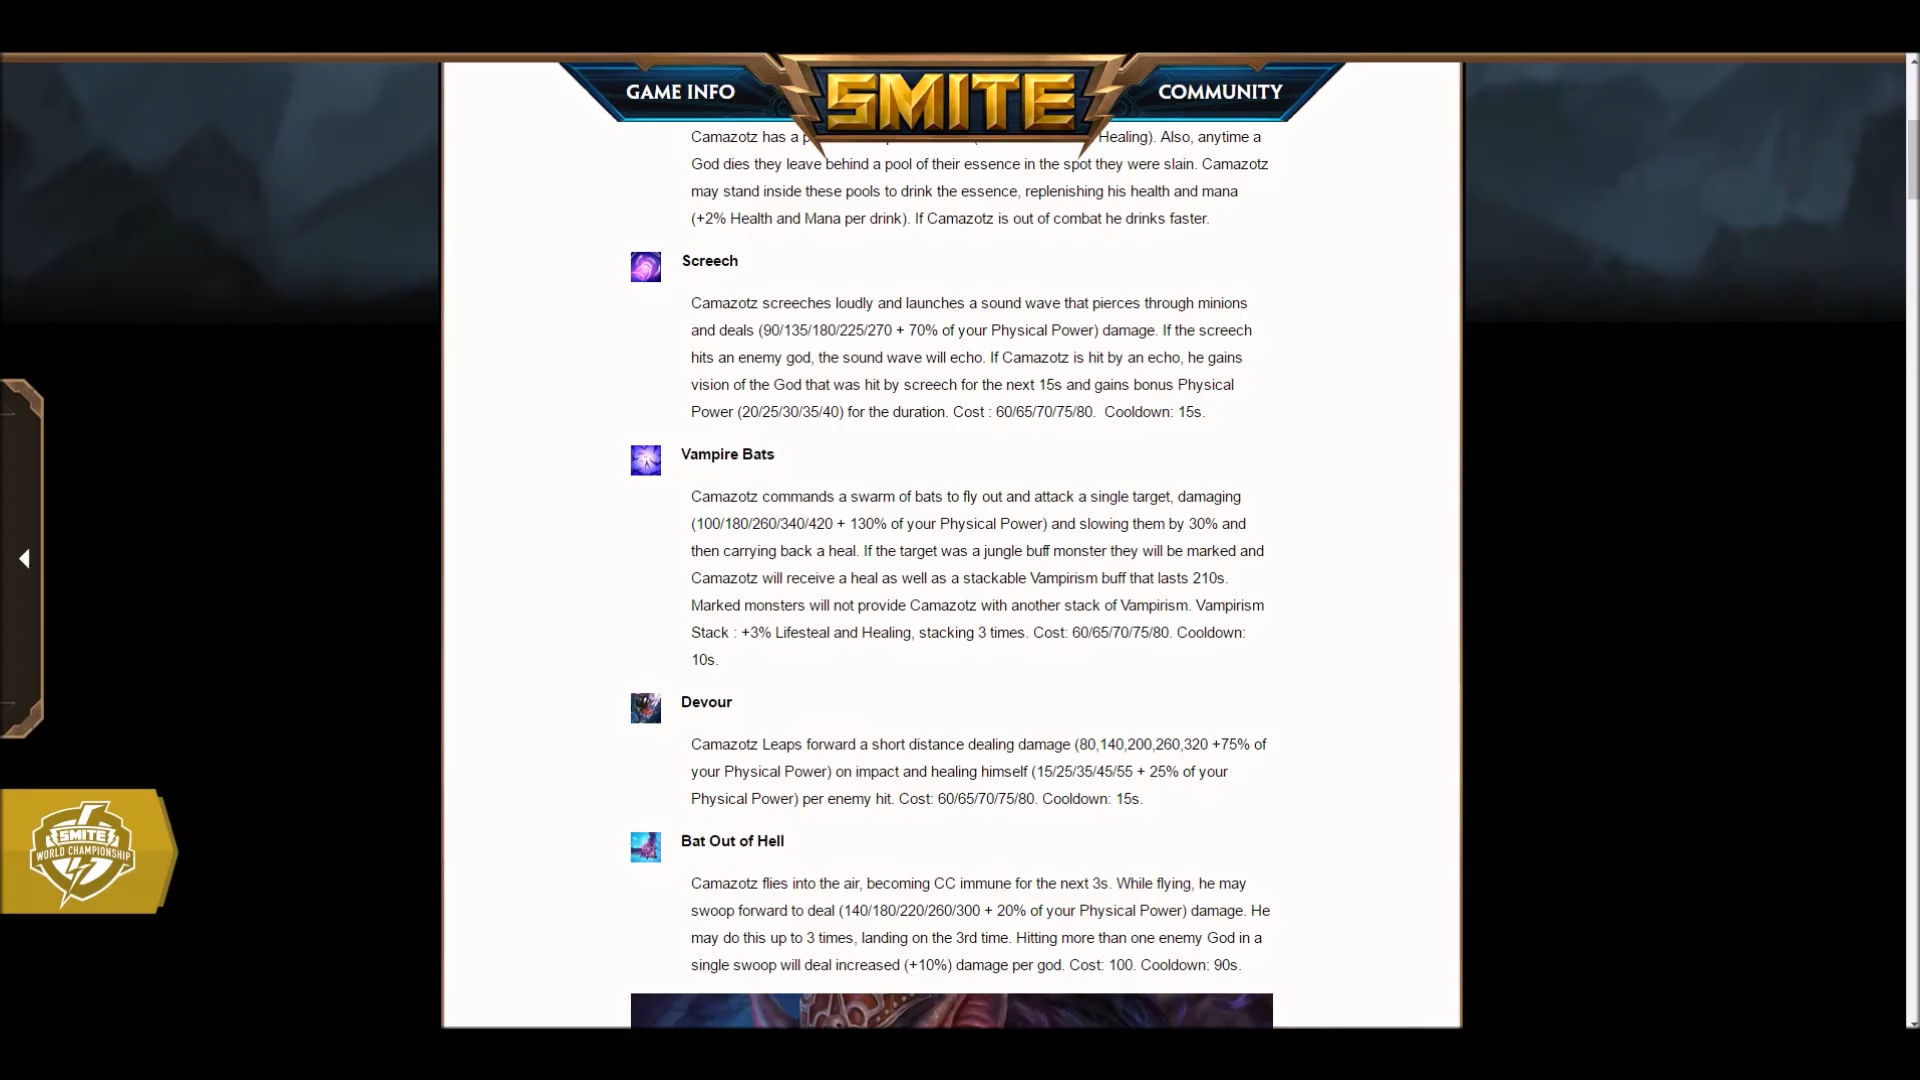 GAME INFO
SMITE
COMMUNITY
Camazotz has a
Healing). Also, anytime a
God dies they leave behind a pool of their essence in the spot they were slain. Camazotz
may stand inside these pools to drink the essence, replenishing his health and mana
(+2% Health and Mana per drink). If Camazotz is out of combat he drinks faster.
Screech
Camazotz screeches loudly and launches a sound wave that pierces through minions
and deals (90/135/180/225/270 + 70% of your Physical Power) damage. If the screech
hits an enemy god, the sound wave will echo. If Camazotz is hit by an echo, he gains
vision of the God that was hit by screech for the next 15s and gains bonus Physical
Power (20/25/30/35/40) for the duration. Cost : 60/65/70/75/80.  Cooldown: 15s.
Vampire Bats
Camazotz commands a swarm of bats to fly out and attack a single target, damaging
(100/180/260/340/420 + 130% of your Physical Power) and slowing them by 30% and
then carrying back a heal. If the target was a jungle buff monster they will be marked and
Camazotz will receive a heal as well as a stackable Vampirism buff that lasts 210s.
Marked monsters will not provide Camazotz with another stack of Vampirism. Vampirism
Stack : +3% Lifesteal and Healing, stacking 3 times. Cost: 60/65/70/75/80. Cooldown:
10s.
Devour
Camazotz Leaps forward a short distance dealing damage (80,140,200,260,320 +75% of
your Physical Power) on impact and healing himself (15/25/35/45/55 + 25% of your
Physical Power) per enemy hit. Cost: 60/65/70/75/80. Cooldown: 15s.
SMITE
WORLD CHAMPIONSHIP
Bat Out of Hell
Camazotz flies into the air, becoming CC immune for the next 3s. While flying, he may
swoop forward to deal (140/180/220/260/300 + 20% of your Physical Power) damage. He
may do this up to 3 times, landing on the 3rd time. Hitting more than one enemy God in a
single swoop will deal increased (+10%) damage per god. Cost: 100. Cooldown: 90s.